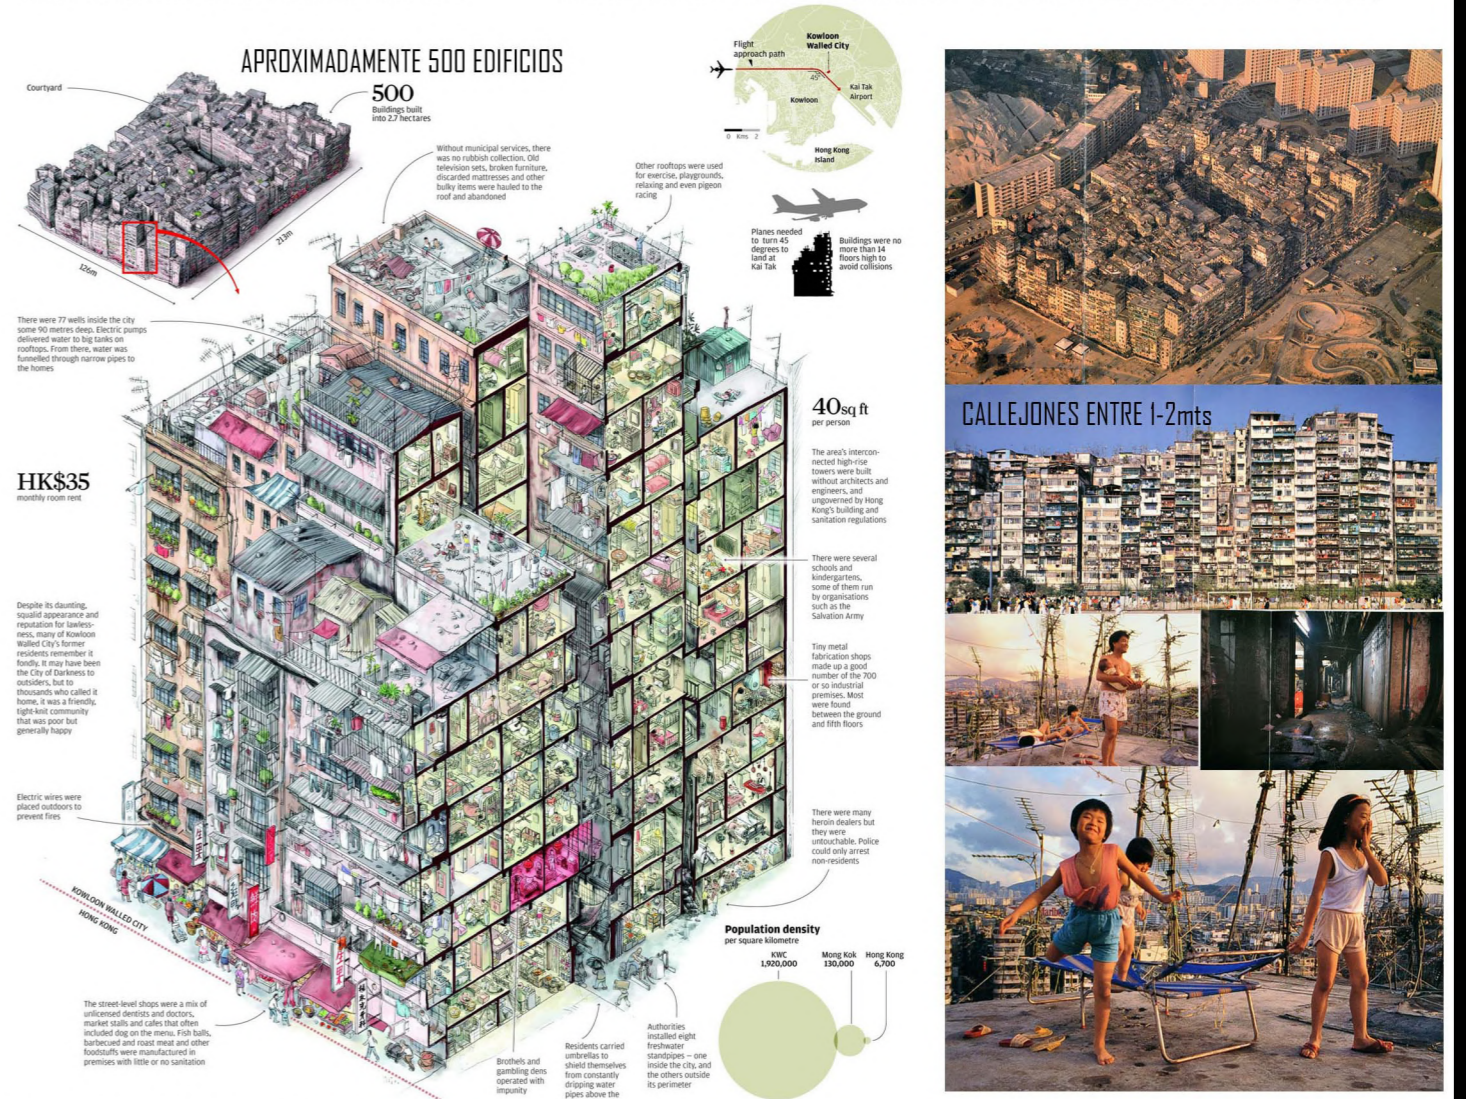 APROXIMADAMENTE 500 EDIFICIOS
Courtyard
500
Buildings built
into 2.7 hectares
126m
213m
Flight
approach path
Kowloon
Walled City
45°
Kai Tak
Airport
Kowloon
0 Kms 2
Hong Kong
Island
Without municipal services, there
was no rubbish collection. Old
television sets, broken furniture,
discarded mattresses and other
bulky items were hauled to the
roof and abandoned
Other rooftops were used
for exercise, playgrounds,
relaxing and even pigeon
racing
Planes needed
to turn 45
degrees to
land at
Kai Tak
Buildings were no
more than 14
floors high to
avoid collisions
There were 77 wells inside the city
some 90 metres deep. Electric pumps
delivered water to big tanks on
rooftops. From there, water was
funnelled through narrow pipes to
the homes
HK$35
monthly room rent
40sq ft
per person
The area's intercon-
nected high-rise
towers were built
without architects and
engineers, and
ungoverned by Hong
Kong's building and
sanitation regulations
There were several
schools and
kindergartens,
some of them run
by organisations
such as the
Salvation Army
Tiny metal
fabrication shops
made up a good
number of the 700
or so industrial
premises. Most
were found
between the ground
and fifth floors
Despite its daunting,
squalid appearance and
reputation for lawless-
ness, many of Kowloon
Walled City's former
residents remember it
fondly. It may have been
the City of Darkness to
outsiders, but to
thousands who called it
home, it was a friendly,
tight-knit community
that was poor but
generally happy
Electric wires were
placed outdoors to
prevent fires
There were many
heroin dealers but
they were
untouchable. Police
could only arrest
non-residents
KOWLOON WALLED CITY
HONG KONG
Population density
per square kilometre
KWC
1,920,000
Mong Kok
130,000
Hong Kong
6,700
The street-level shops were a mix of
unlicensed dentists and doctors,
market stalls and cafes that often
included dog on the menu. Fish balls,
barbecued and roast meat and other
foodstuffs were manufactured in
premises with little or no sanitation
Brothels and
gambling dens
operated with
impunity
Residents carried
umbrellas to
shield themselves
from constantly
dripping water
pipes above the
Authorities
installed eight
freshwater
standpipes – one
inside the city, and
the others outside
its perimeter
CALLEJONES ENTRE 1-2mts